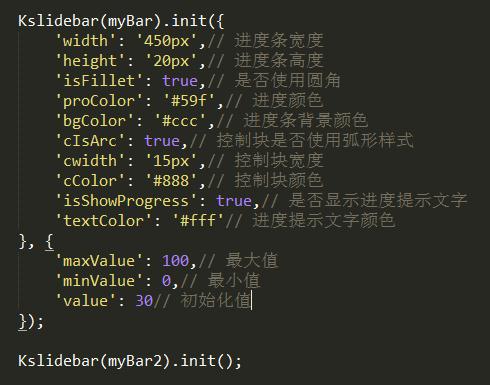 Kslidebar(myBar).init({
    'width': '450px',// 进度条宽度
    'height': '20px',// 进度条高度
    'isFillet': true,// 是否使用圆角
    'proColor': '#59f',// 进度颜色
    'bgColor': '#ccc',// 进度条背景颜色
    'cIsArc': true,// 控制块是否使用弧形样式
    'cwidth': '15px',// 控制块宽度
    'cColor': '#888',// 控制块颜色
    'isShowProgress': true,// 是否显示进度提示文字
    'textColor': '#fff'// 进度提示文字颜色
}, {
    'maxValue': 100,// 最大值
    'minValue': 0,// 最小值
    'value': 30// 初始化值
});
Kslidebar(myBar2).init();